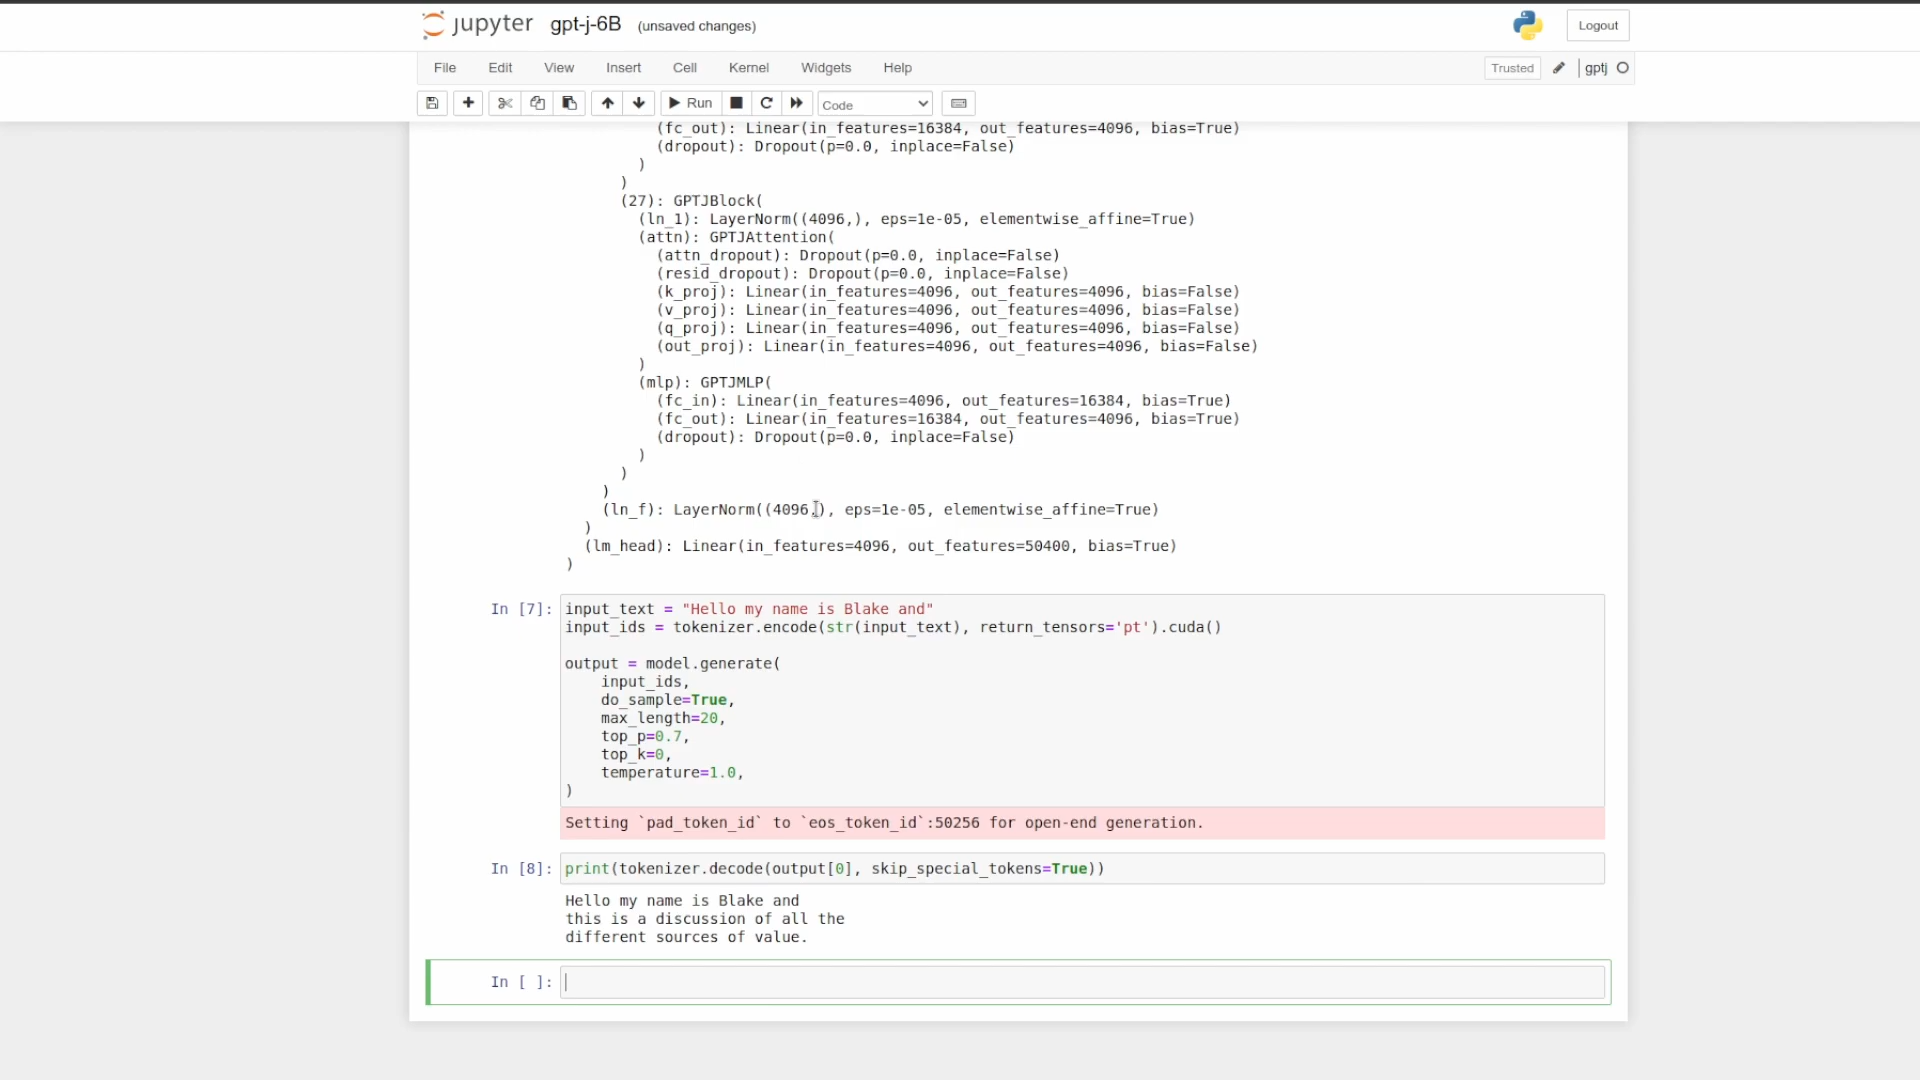 jupyter gpt-j-6B (unsaved changes) Logout
File Edit View Insert Cell Kernel Widgets Help Trusted gptj
Run Code
(fc_out): Linear(in_features=16384, out_features=4096, bias=True)
(dropout): Dropout(p=0.0, inplace=False)
)
)
(27): GPTJBlock(
(ln_1): LayerNorm((4096,), eps=1e-05, elementwise_affine=True)
(attn): GPTJAttention(
(attn_dropout): Dropout(p=0.0, inplace=False)
(resid_dropout): Dropout(p=0.0, inplace=False)
(k_proj): Linear(in_features=4096, out_features=4096, bias=False)
(v_proj): Linear(in_features=4096, out_features=4096, bias=False)
(q_proj): Linear(in_features=4096, out_features=4096, bias=False)
(out_proj): Linear(in_features=4096, out_features=4096, bias=False)
)
(mlp): GPTJMLP(
(fc_in): Linear(in_features=4096, out_features=16384, bias=True)
(fc_out): Linear(in_features=16384, out_features=4096, bias=True)
(dropout): Dropout(p=0.0, inplace=False)
)
)
)
(ln_f): LayerNorm((4096,), eps=1e-05, elementwise_affine=True)
)
(lm_head): Linear(in_features=4096, out_features=50400, bias=True)
)
In [7]: input_text = "Hello my name is Blake and"
input_ids = tokenizer.encode(str(input_text), return_tensors='pt').cuda()
output = model.generate(
input_ids,
do_sample=True,
max_length=20,
top_p=0.7,
top_k=0,
temperature=1.0,
)
Setting `pad_token_id` to `eos_token_id`:50256 for open-end generation.
In [8]: print(tokenizer.decode(output[0], skip_special_tokens=True))
Hello my name is Blake and
this is a discussion of all the
different sources of value.
In [ ]: